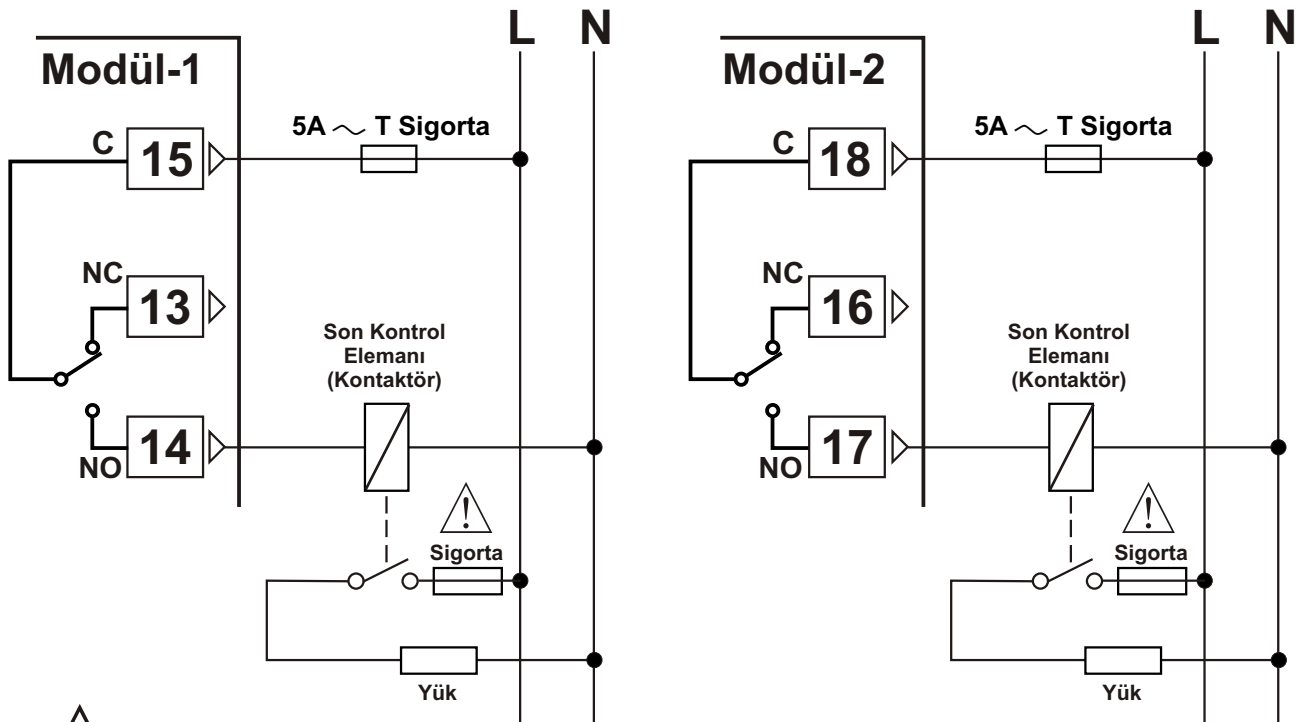 L N
Modül-1
5A ~ T Sigorta
C
15
NC
13
Son Kontrol
Elemanı
(Kontaktör)
14
NO
!
Sigorta
Yük
L N
Modül-2
5A ~ T Sigorta
C
18
NC
16
Son Kontrol
Elemanı
(Kontaktör)
17
NO
!
Sigorta
Yük